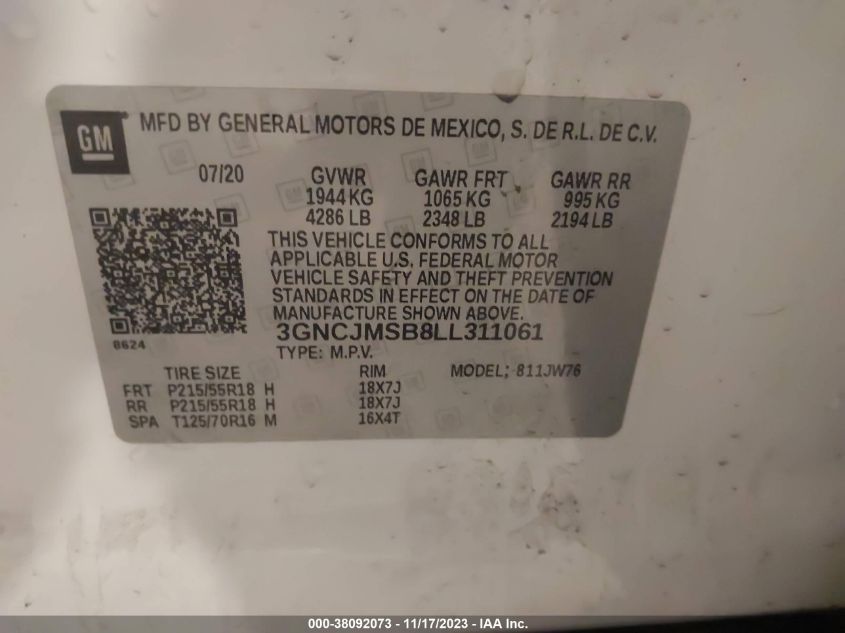 GM MFD BY GENERAL MOTORS DE MEXICO, S. DE R.L. DE C.V.
07/20 GVWR GAWR FRT GAWR RR
1944 KG 1065 KG 995 KG
4286 LB 2348 LB 2194 LB
THIS VEHICLE CONFORMS TO ALL
APPLICABLE U.S. FEDERAL MOTOR
VEHICLE SAFETY AND THEFT PREVENTION
STANDARDS IN EFFECT ON THE DATE OF
MANUFACTURE SHOWN ABOVE.
3GNCJMSB8LL311061
8624 TYPE: M.P.V.
TIRE SIZE RIM MODEL: 811JW76
FRT P215/55R18 H 18X7J
RR P215/55R18 H 18X7J
SPA T125/70R16 M 16X4T
000-38092073 - 11/17/2023 - IAA Inc.